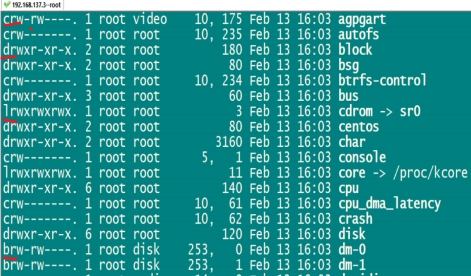 192.168.137.3--root
crw-rw----. 1 root video 10, 175 Feb 13 16:03 agpgart
crw-------. 1 root root 10, 235 Feb 13 16:03 autofs
drwxr-xr-x. 2 root root 180 Feb 13 16:03 block
drwxr-xr-x. 2 root root 80 Feb 13 16:03 bsg
crw-------. 1 root root 10, 234 Feb 13 16:03 btrfs-control
drwxr-xr-x. 3 root root 60 Feb 13 16:03 bus
lrwxrwxrwx. 1 root root 3 Feb 13 16:03 cdrom -> sr0
drwxr-xr-x. 2 root root 80 Feb 13 16:03 centos
drwxr-xr-x. 2 root root 3160 Feb 13 16:03 char
crw-------. 1 root root 5, 1 Feb 13 16:03 console
lrwxrwxrwx. 1 root root 11 Feb 13 16:03 core -> /proc/kcore
drwxr-xr-x. 6 root root 140 Feb 13 16:03 cpu
crw-------. 1 root root 10, 61 Feb 13 16:03 cpu_dma_latency
crw-------. 1 root root 10, 62 Feb 13 16:03 crash
drwxr-xr-x. 6 root root 120 Feb 13 16:03 disk
brw-rw----. 1 root disk 253, 0 Feb 13 16:03 dm-0
brw-rw----. 1 root disk 253, 1 Feb 13 16:03 dm-1